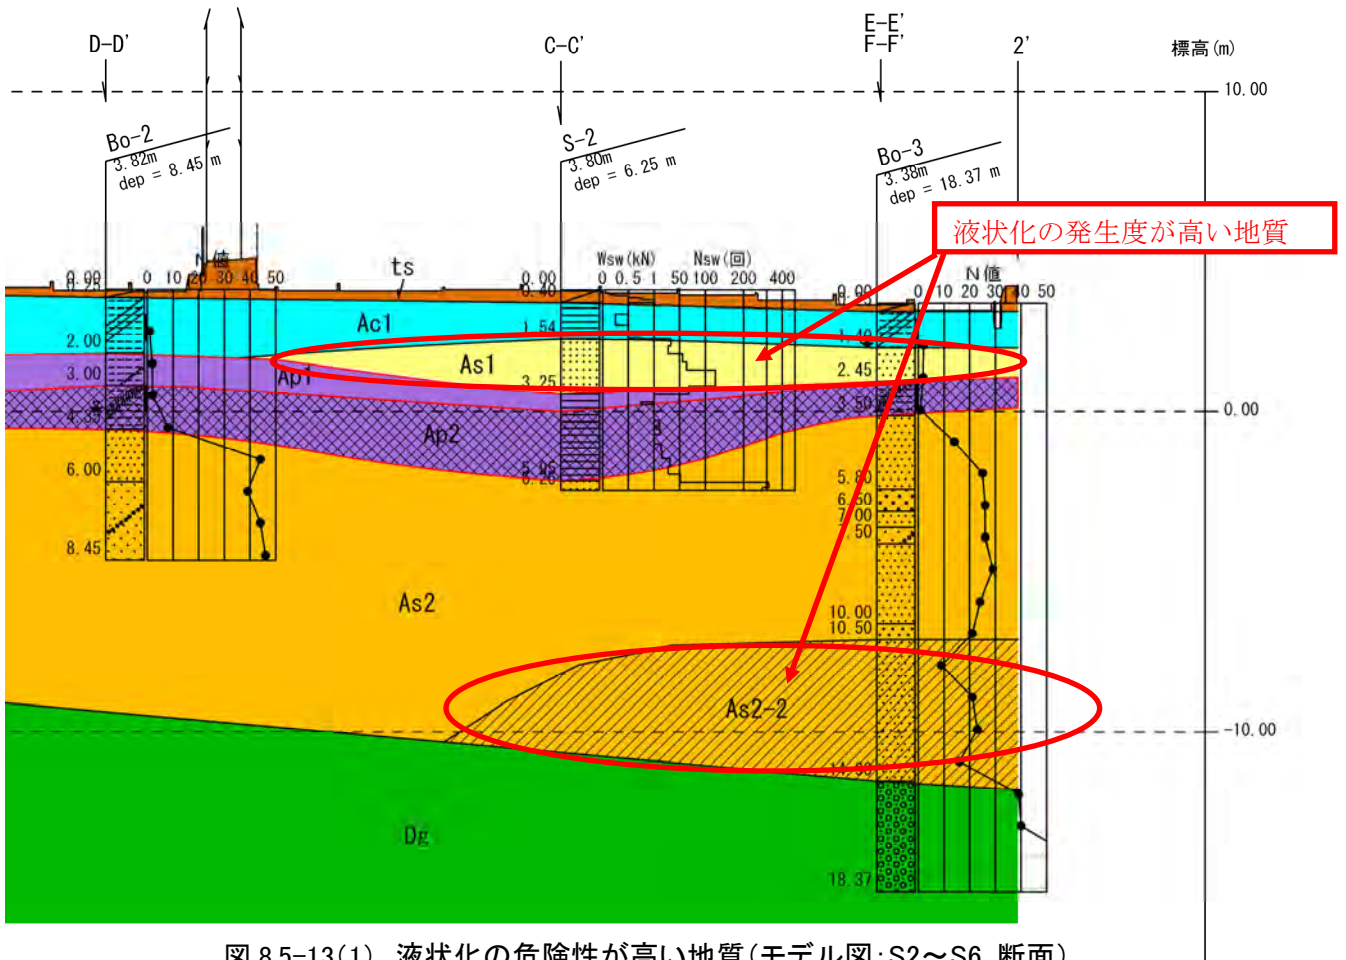 D-D'
C-C'
E-E'
F-F'
2'
標高(m)
10.00
Bo-2
3.82m
dep = 8.45 m
S-2
3.80m
dep = 6.25 m
Bo-3
3.38m
dep = 18.37 m
液状化の発生度が高い地質
N値
0 10 20 30 40 50
ts
Wsw(kN) Nsw(回)
0 0.5 1 50 100 200 400
N値
0 10 20 30 40 50
0.00
Ac1
1.54
2.00
As1
2.45
3.00
Ap1
3.25
3.50
0.00
Ap2
6.00
5.80
7.00
8.45
As2
10.00
10.50
As2-2
-10.00
Dg
18.37
図 8.5-13(1) 液状化の危険性が高い地質(モデル図:S2~S6 断面)